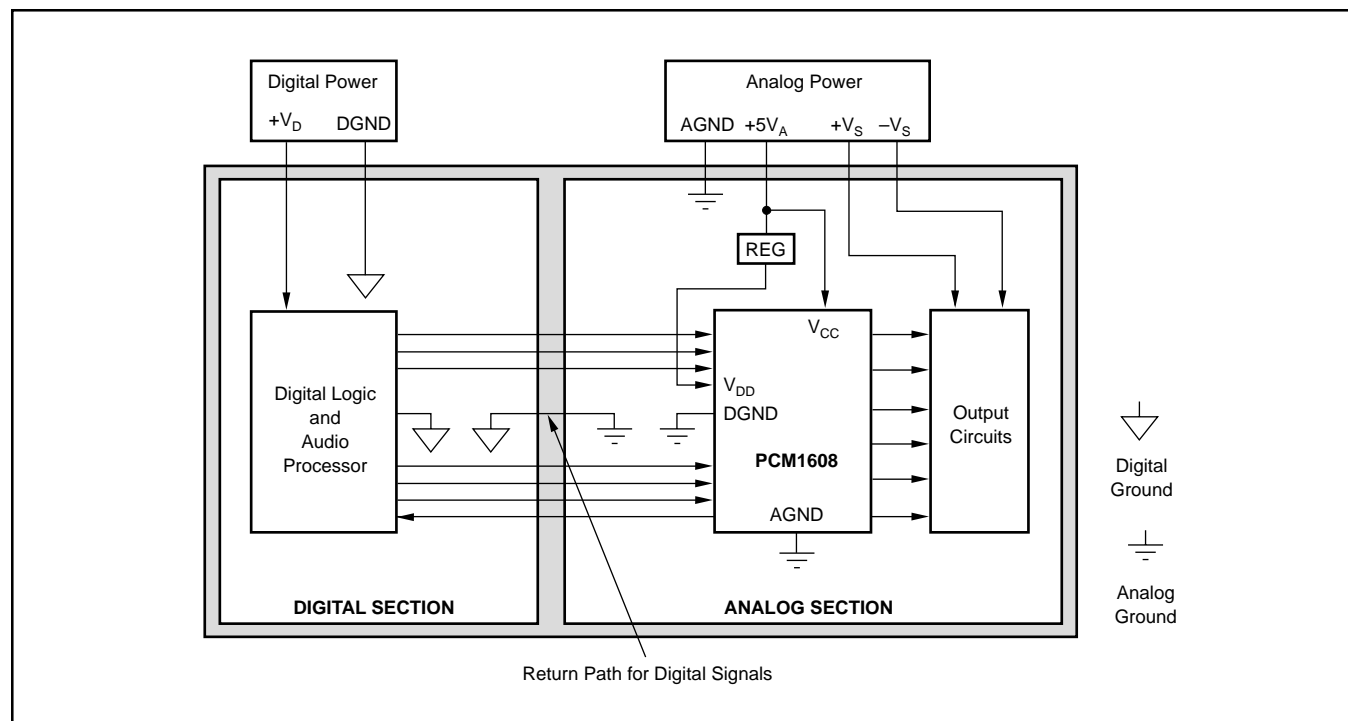 Digital Power
+VD DGND
Analog Power
AGND +5VA +VS –VS
REG
VCC
VDD
DGND
PCM1608
AGND
Digital Logic
and
Audio
Processor
Output
Circuits
DIGITAL SECTION
ANALOG SECTION
Return Path for Digital Signals
Digital
Ground
Analog
Ground